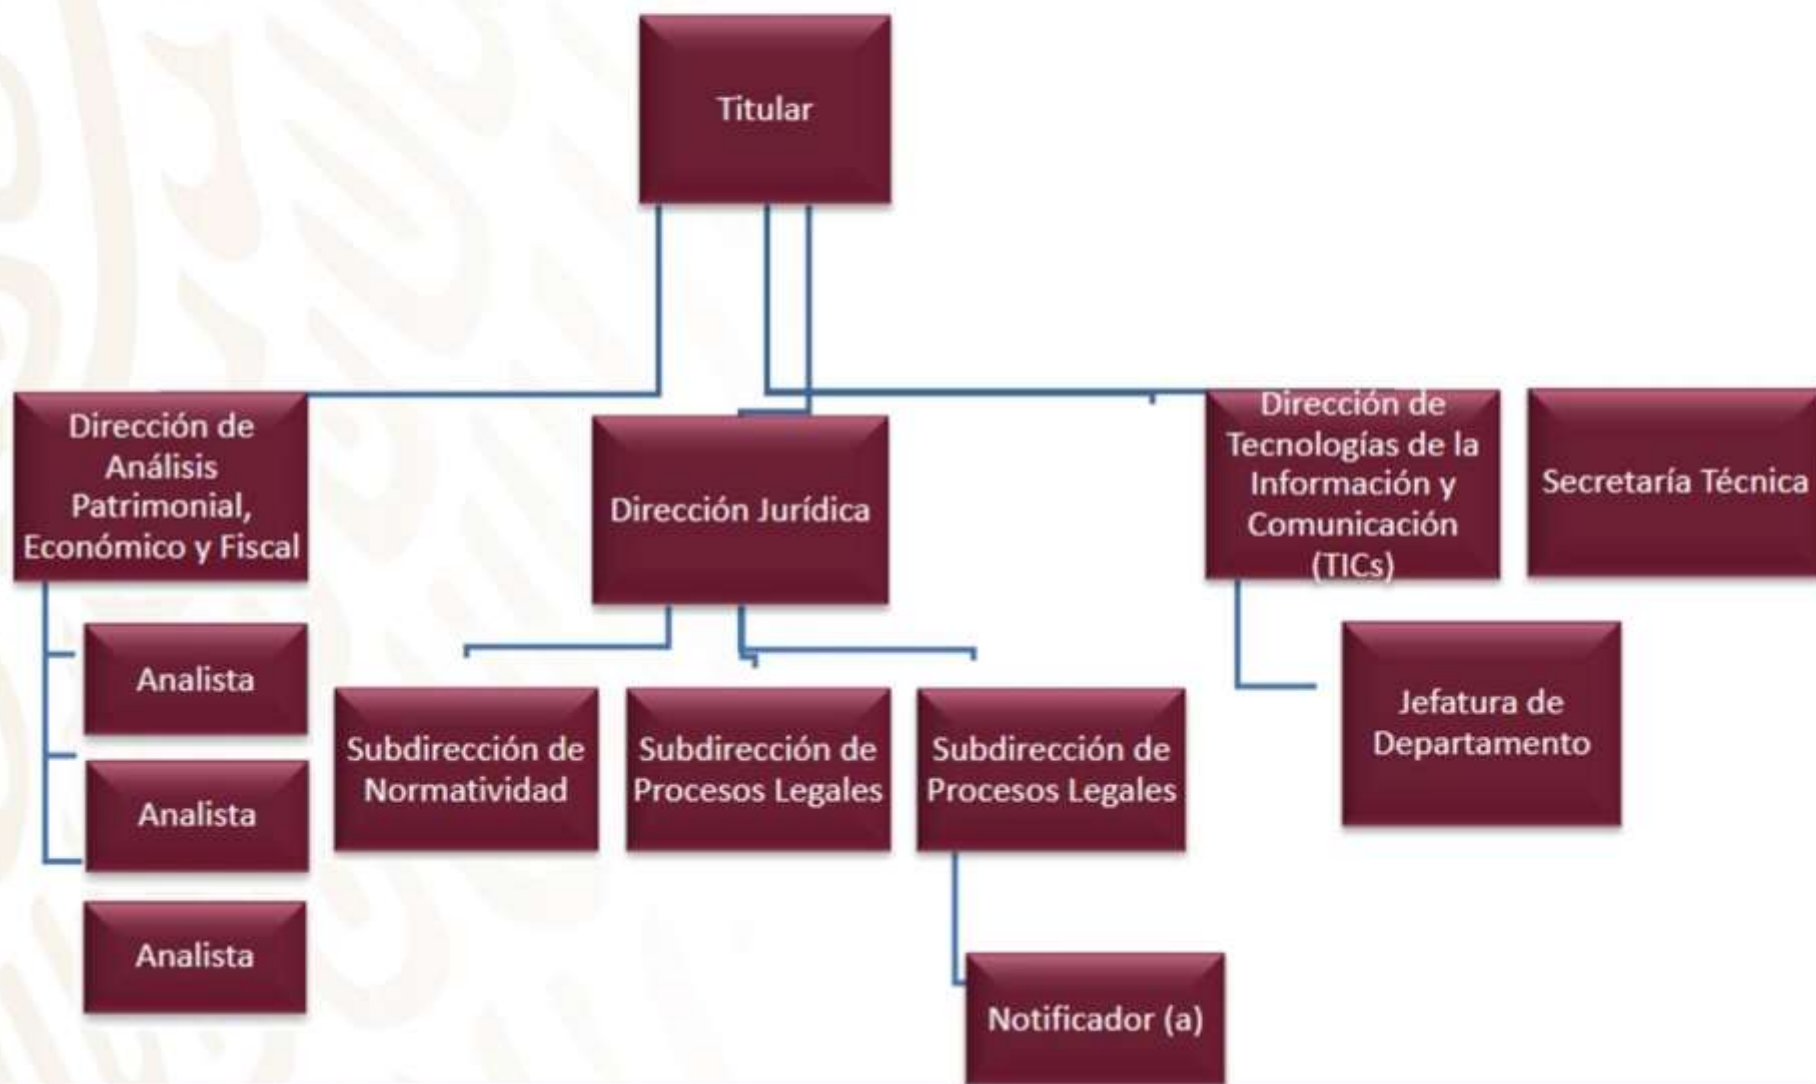 Titular
Dirección de
Análisis
Patrimonial,
Económico y Fiscal
Dirección Jurídica
Dirección de
Tecnologías de la
Información y
Comunicación
(TICs)
Secretaría Técnica
Analista
Analista
Analista
Subdirección de
Normatividad
Subdirección de
Procesos Legales
Subdirección de
Procesos Legales
Notificador (a)
Jefatura de
Departamento